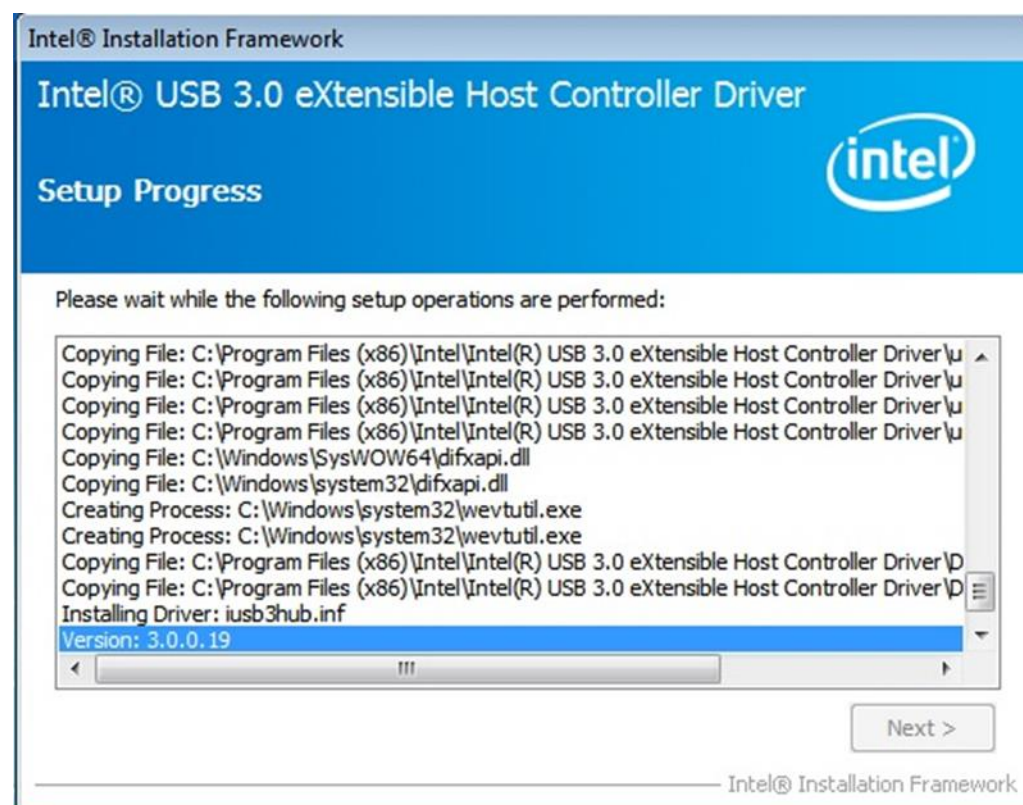 Intel® Installation Framework
Intel® USB 3.0 eXtensible Host Controller Driver
intel
Setup Progress
Please wait while the following setup operations are performed:
Copying File: C:\Program Files (x86)\Intel\Intel(R) USB 3.0 eXtensible Host Controller Driver\u
Copying File: C:\Program Files (x86)\Intel\Intel(R) USB 3.0 eXtensible Host Controller Driver\u
Copying File: C:\Program Files (x86)\Intel\Intel(R) USB 3.0 eXtensible Host Controller Driver\u
Copying File: C:\Program Files (x86)\Intel\Intel(R) USB 3.0 eXtensible Host Controller Driver\u
Copying File: C:\Windows\SysWOW64\difxapi.dll
Copying File: C:\Windows\system32\difxapi.dll
Creating Process: C:\Windows\system32\wevtutil.exe
Creating Process: C:\Windows\system32\wevtutil.exe
Copying File: C:\Program Files (x86)\Intel\Intel(R) USB 3.0 eXtensible Host Controller Driver\D
Copying File: C:\Program Files (x86)\Intel\Intel(R) USB 3.0 eXtensible Host Controller Driver\D
Installing Driver: iusb3hub.inf
Version: 3.0.0.19
Next >
Intel® Installation Framework